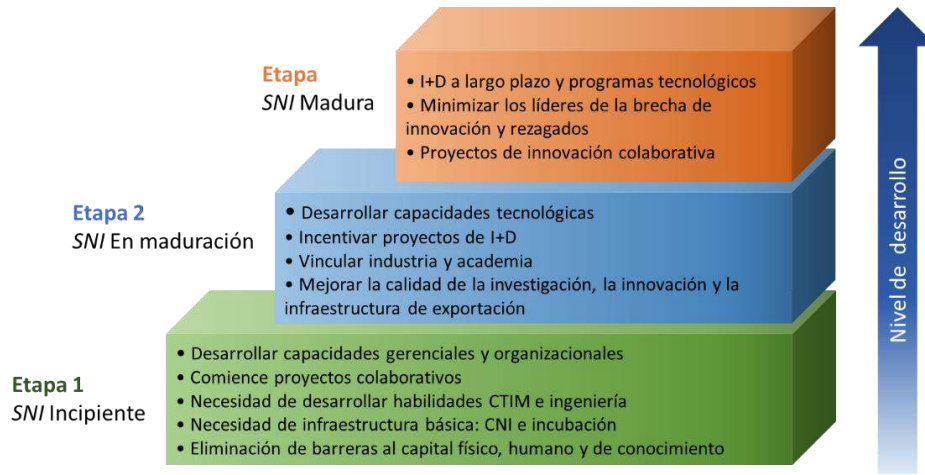 Etapa
SNI Madura
• I+D a largo plazo y programas tecnológicos
• Minimizar los líderes de la brecha de
innovación y rezagados
• Proyectos de innovación colaborativa
Etapa 2
SNI En maduración
• Desarrollar capacidades tecnológicas
• Incentivar proyectos de I+D
• Vincular industria y academia
• Mejorar la calidad de la investigación, la innovación y la
infraestructura de exportación
Etapa 1
SNI Incipiente
• Desarrollar capacidades gerenciales y organizacionales
• Comience proyectos colaborativos
• Necesidad de desarrollar habilidades CTIM e ingeniería
• Necesidad de infraestructura básica: CNI e incubación
• Eliminación de barreras al capital físico, humano y de conocimiento
Nivel de desarrollo